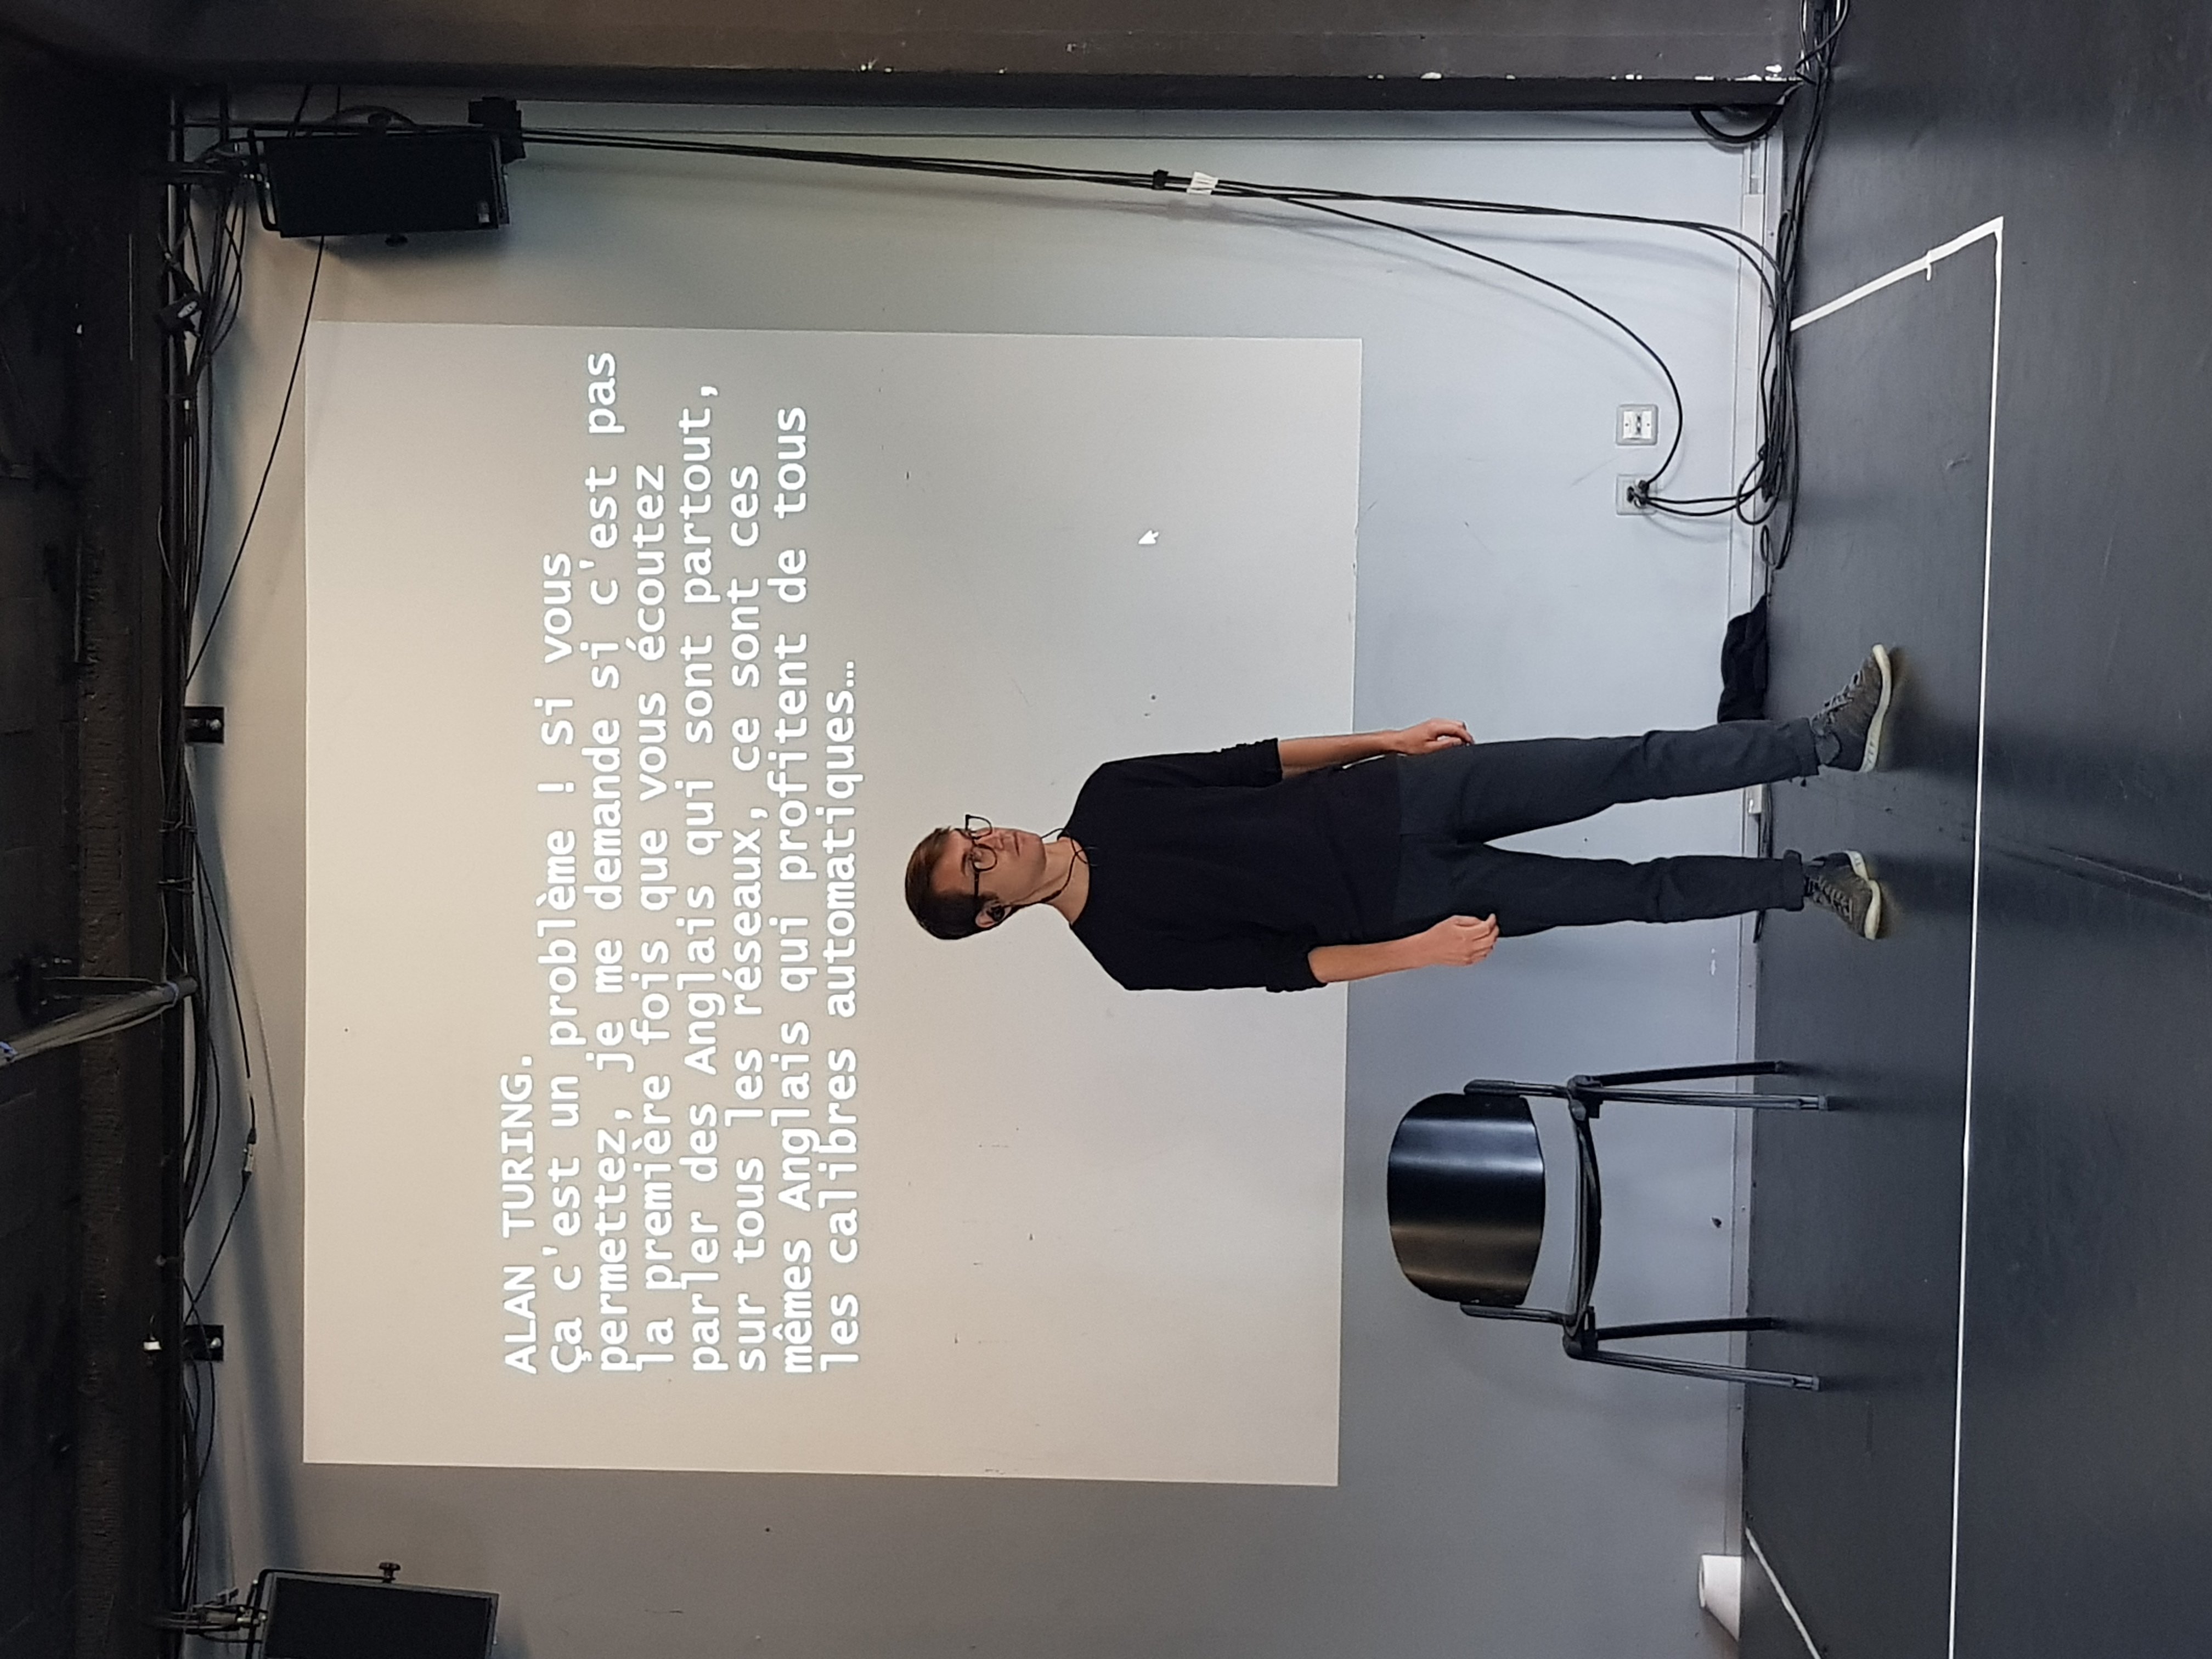 ALAN TURING.
Ça c'est un problème ! Si vous
permettez, je me demande si c'est pas
la première fois que vous écoutez
parler des Anglais qui sont partout,
sur tous les réseaux, ce sont ces
mêmes Anglais qui profitent de tous
les calibres automatiques…